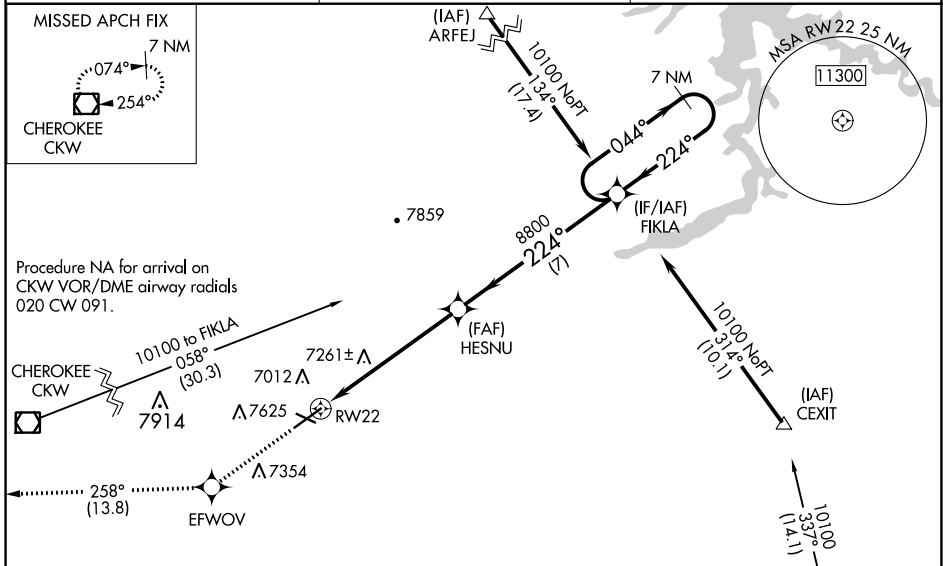 MISSED APCH FIX
7 NM
074°
254°
CHEROKEE
CKW
(IAF)
ARFEJ
10100 NoPT
134°
(17.4)
7 NM
044°
224°
(IF/IAF)
FIKLA
MSA RW22 25 NM
11300
7859
8800
224°
(7)
Procedure NA for arrival on
CKW VOR/DME airway radials
020 CW 091.
10100 to FIKLA
058°
(30.3)
CHEROKEE
CKW
7914
(FAF)
HESNU
7261±
7012
7625
RW22
7354
10100 NoPT
314°
(10.1)
(IAF)
CEXIT
258°
(13.8)
EFWOV
10100
337°
(14.1)